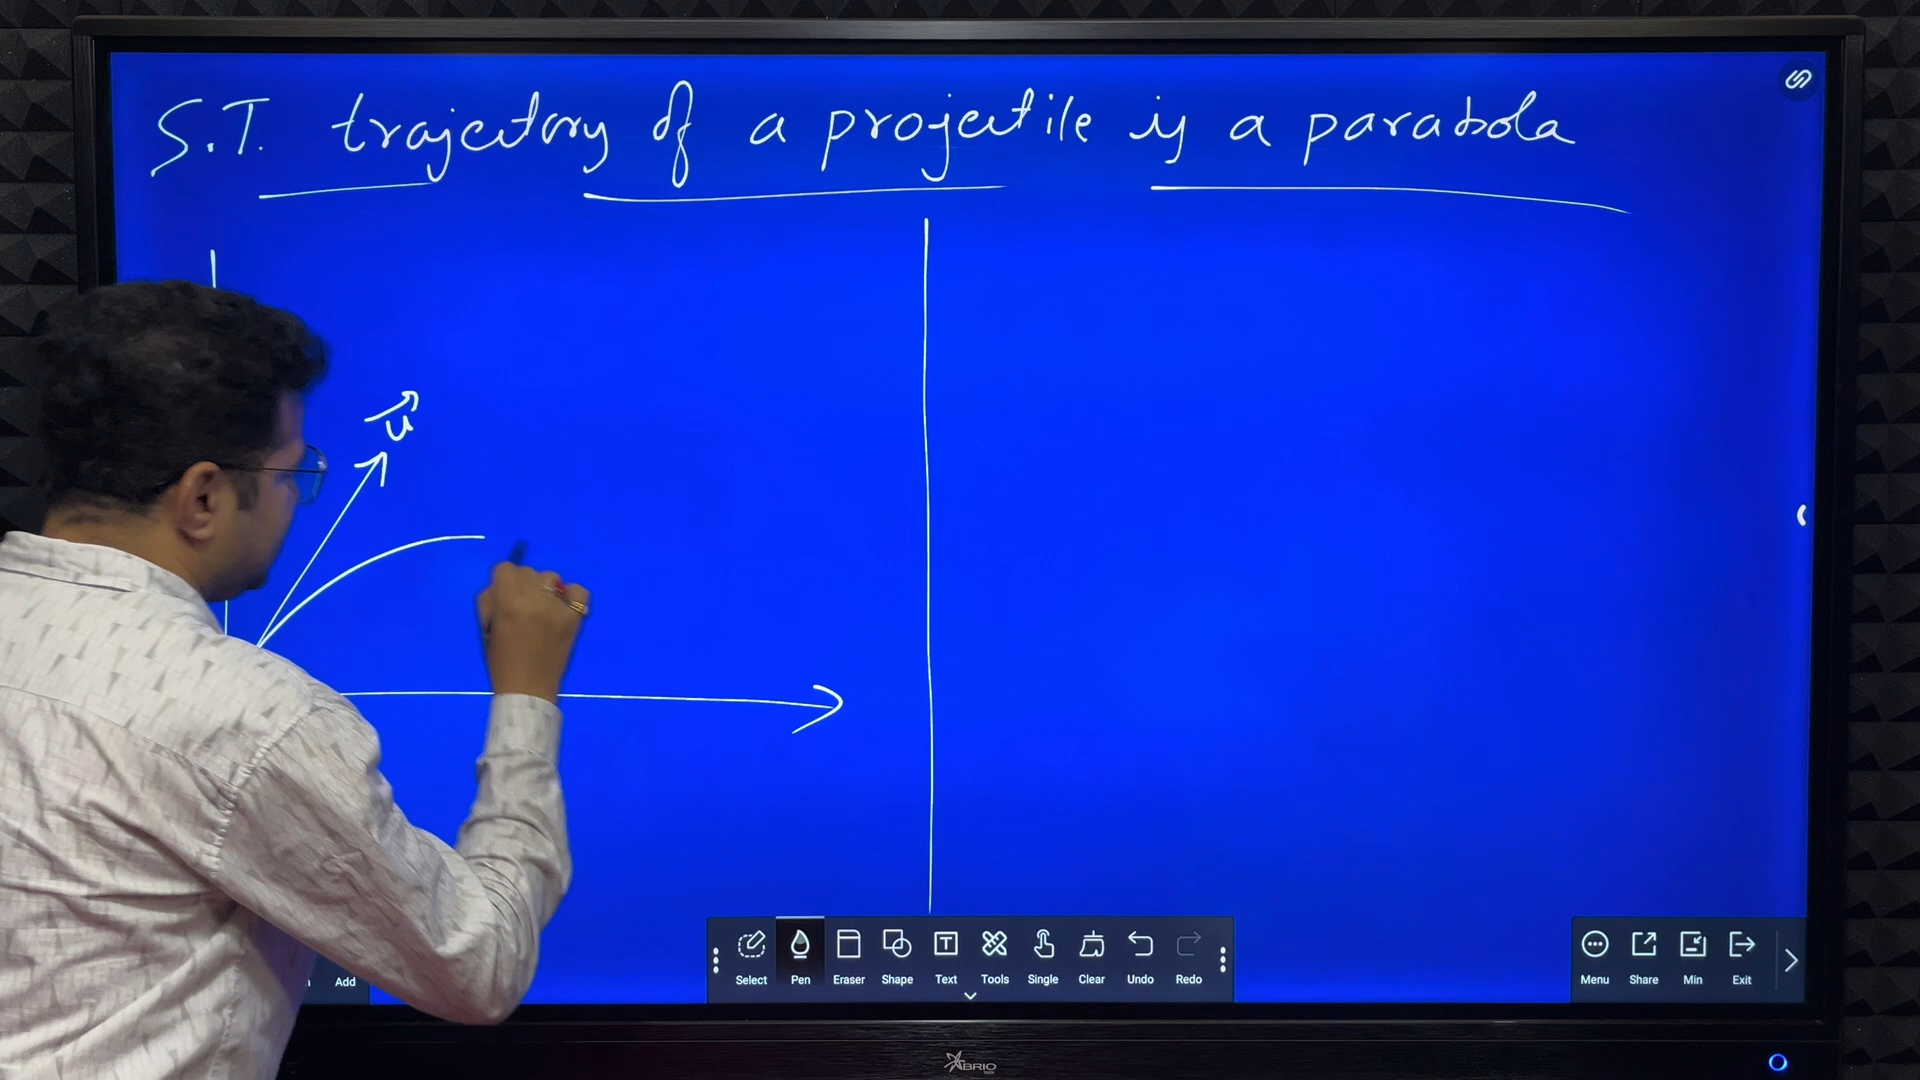 S.T. trajectory of a projectile is a parabola
u
Add
Select Pen Eraser Shape Text Tools Single Clear Undo Redo
Menu Share Min Exit
ABRIO